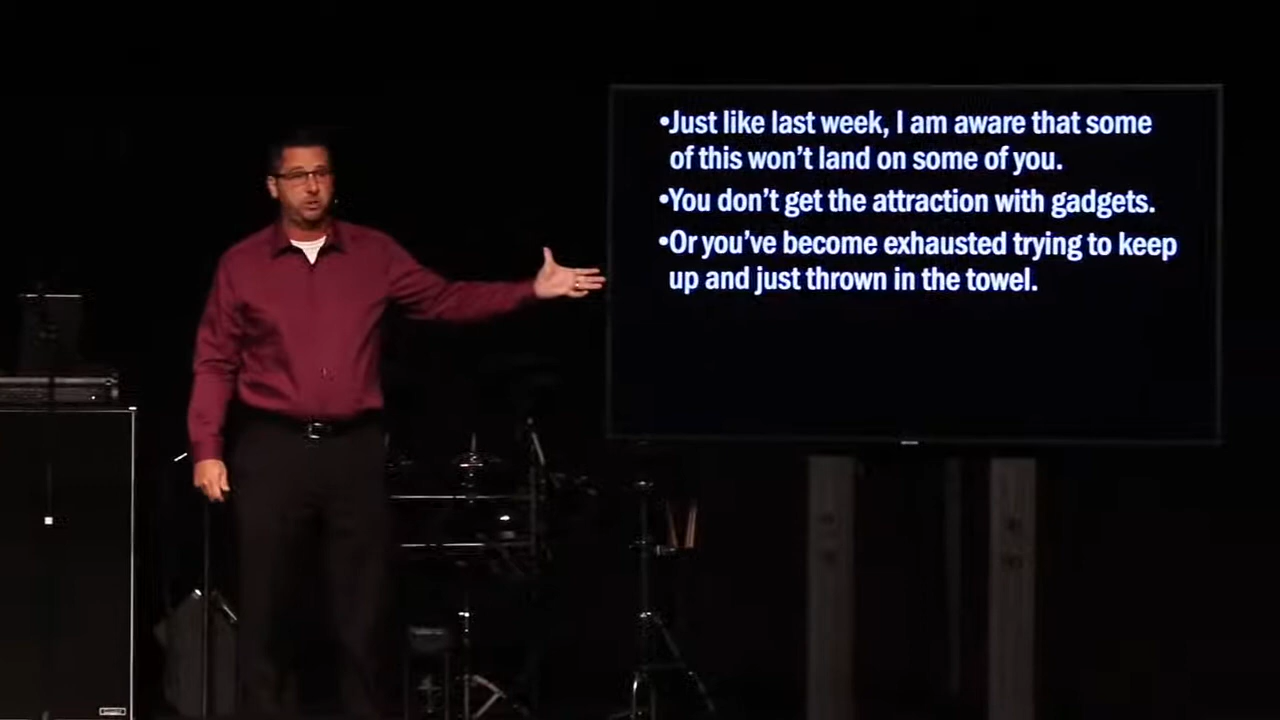 •Just like last week, I am aware that some
of this won't land on some of you.
•You don't get the attraction with gadgets.
•Or you've become exhausted trying to keep
up and just thrown in the towel.